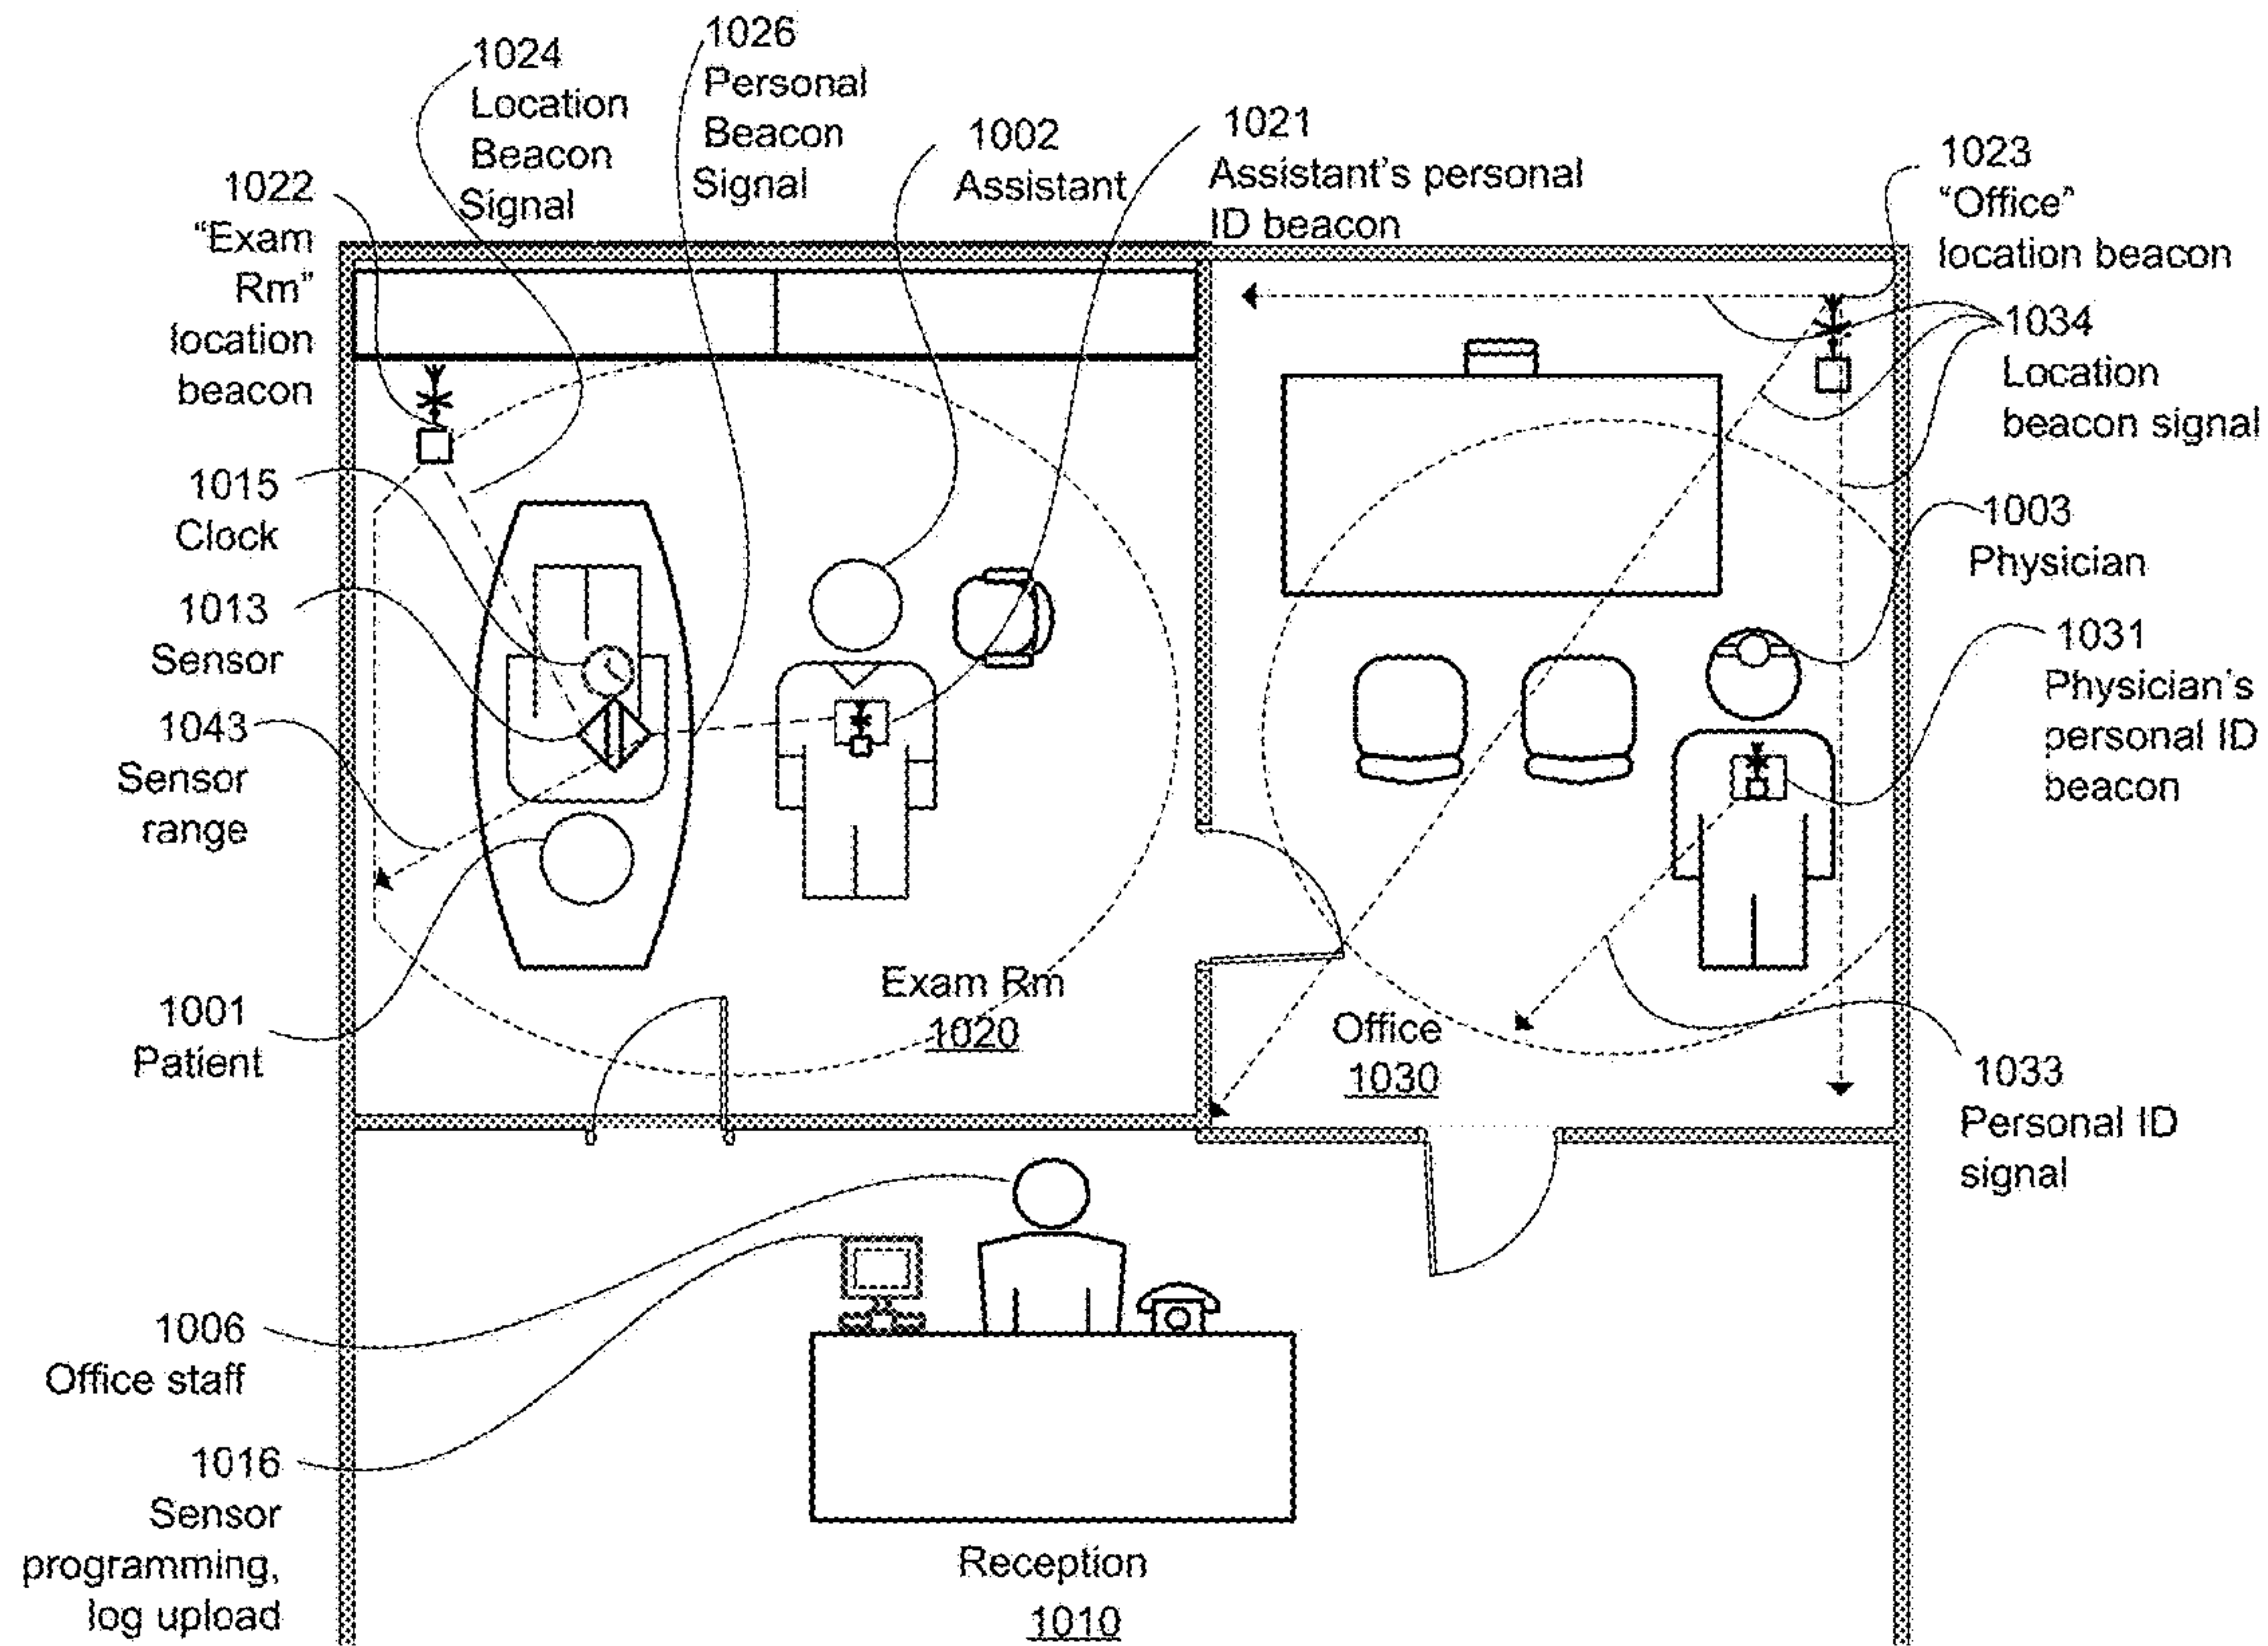 1024
Location
Beacon
Signal
1026
Personal
Beacon
Signal
1002
Assistant
1021
Assistant's personal
ID beacon
1023
“Office”
location beacon
1022
“Exam
Rm”
location
beacon
1034
Location
beacon signal
1015
Clock
1003
Physician
1013
Sensor
1031
Physician's
personal ID
beacon
1043
Sensor
range
Exam Rm
1020
1001
Patient
Office
1030
1033
Personal ID
signal
1006
Office staff
1016
Sensor
programming,
log upload
Reception
1010